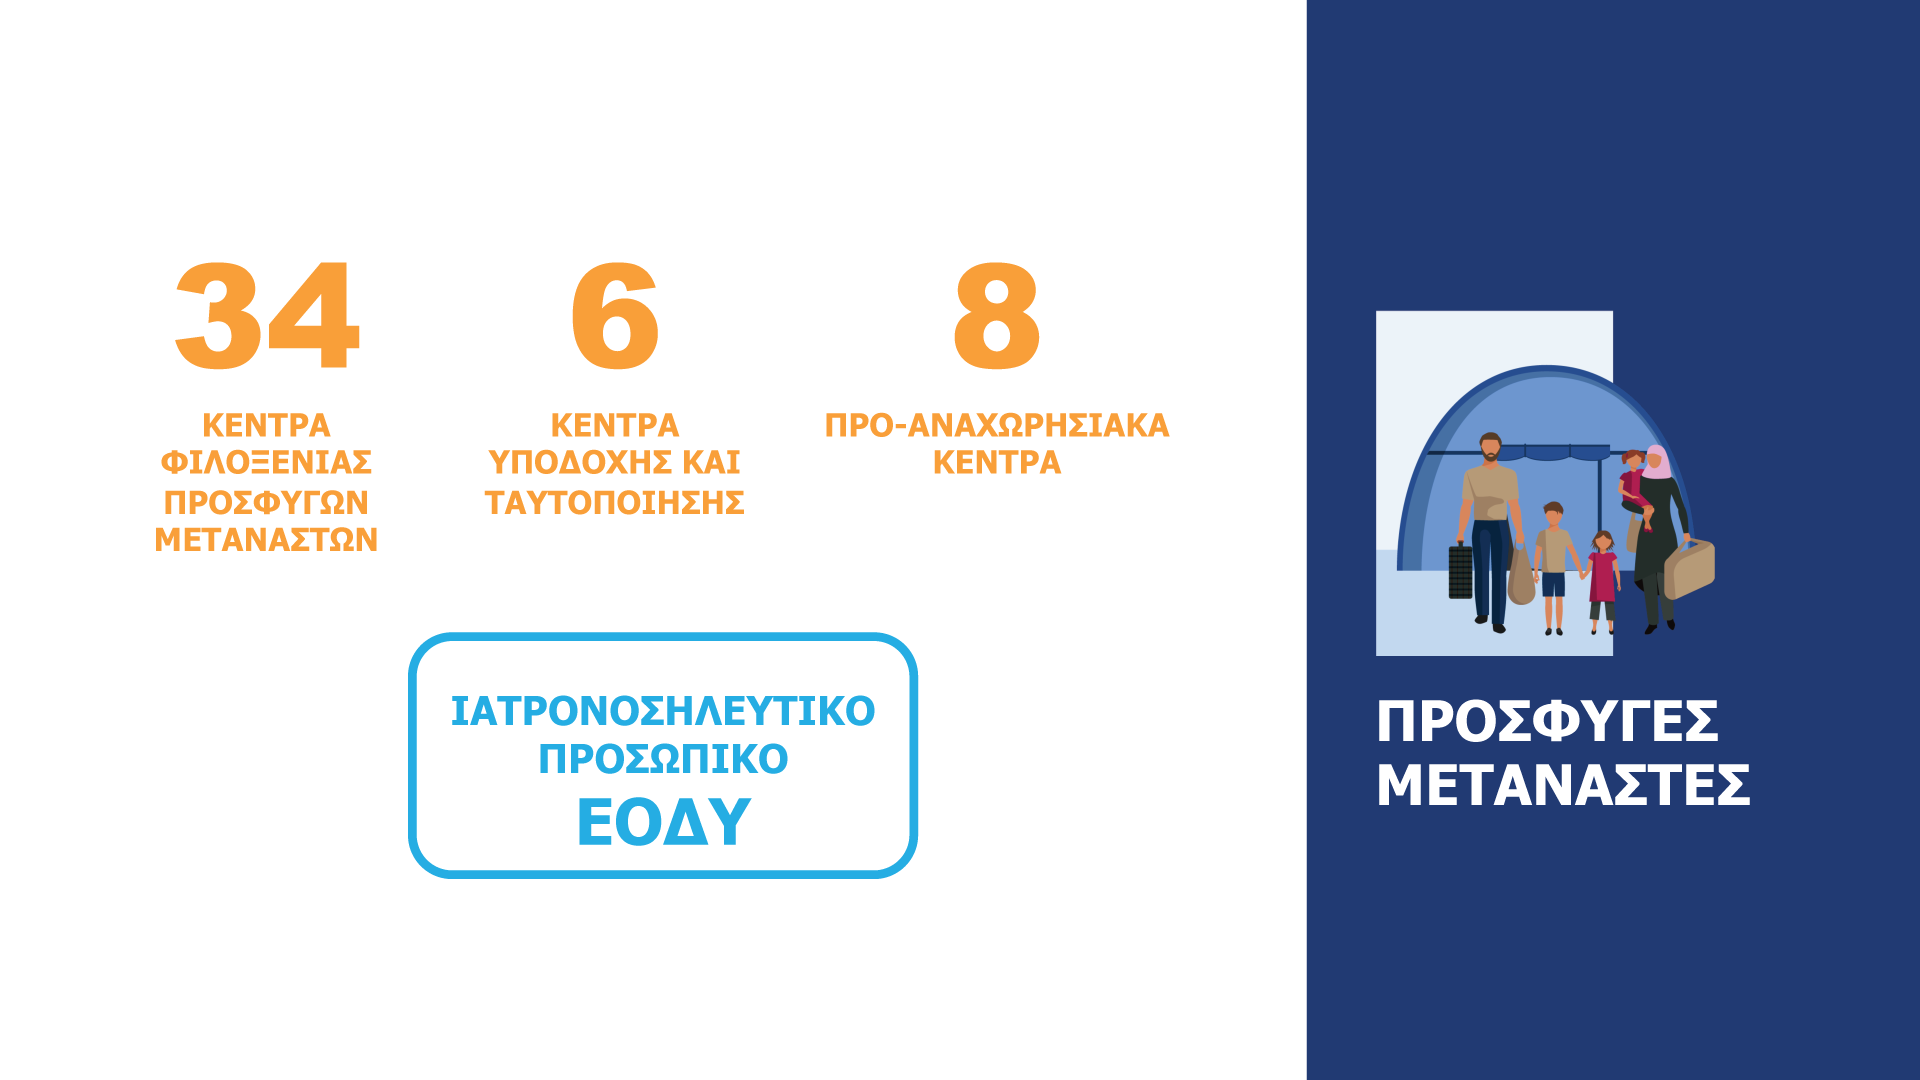 34
ΚΕΝΤΡΑ
ΦΙΛΟΞΕΝΙΑΣ
ΠΡΟΣΦΥΓΩΝ
ΜΕΤΑΝΑΣΤΩΝ
6
ΚΕΝΤΡΑ
ΥΠΟΔΟΧΗΣ ΚΑΙ
ΤΑΥΤΟΠΟΙΗΣΗΣ
8
ΠΡΟ-ΑΝΑΧΩΡΗΣΙΑΚΑ
ΚΕΝΤΡΑ
ΙΑΤΡΟΝΟΣΗΛΕΥΤΙΚΟ
ΠΡΟΣΩΠΙΚΟ
ΕΟΔΥ
ΠΡΟΣΦΥΓΕΣ
ΜΕΤΑΝΑΣΤΕΣ